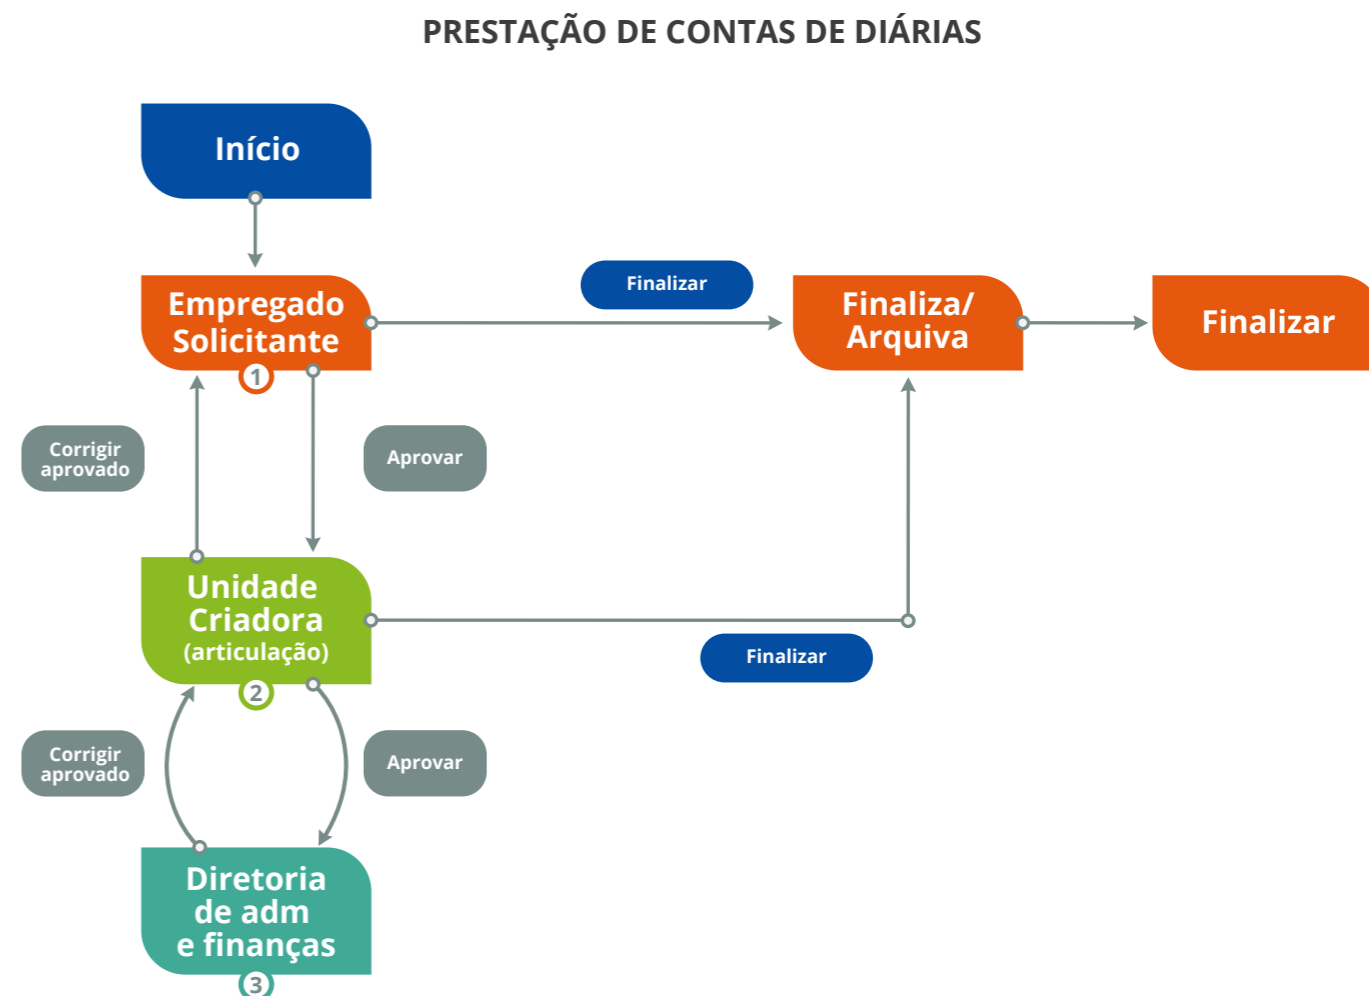 PRESTAÇÃO DE CONTAS DE DIÁRIAS
Início
Empregado
Solicitante
1
Finalizar
Finaliza/
Arquiva
Finalizar
Corrigir
aprovado
Aprovar
Unidade
Criadora
(articulação)
2
Finalizar
Corrigir
aprovado
Aprovar
Diretoria
de adm
e finanças
3